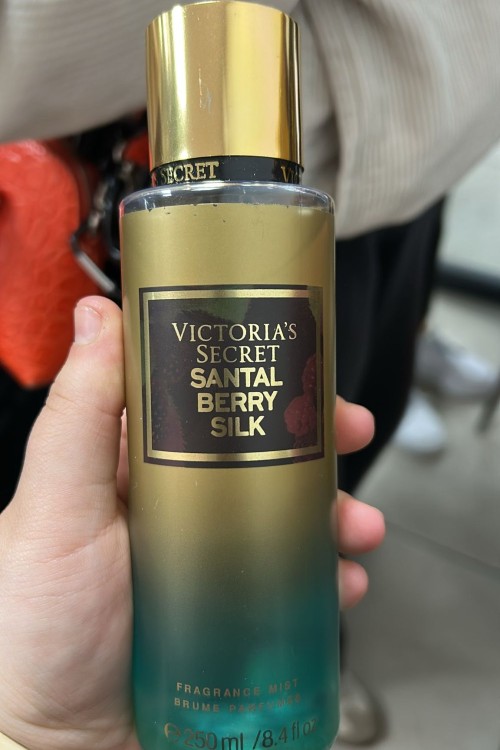 SECRET
VICTORIA'S
SECRET
SANTAL
BERRY
SILK
FRAGRANCE MIST
BRUME PARFUMÉE
℮ 250 ml / 8.4 fl oz